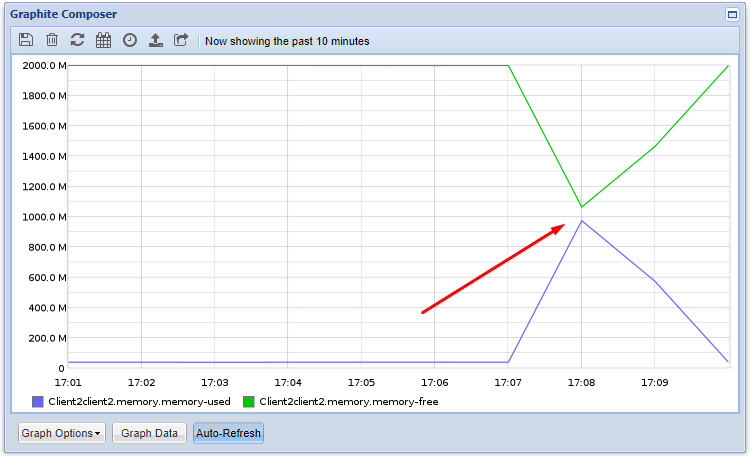 Graphite Composer
Now showing the past 10 minutes
2000.0 M
1800.0 M
1600.0 M
1400.0 M
1200.0 M
1000.0 M
800.0 M
600.0 M
400.0 M
200.0 M
0
17:01 17:02 17:03 17:04 17:05 17:06 17:07 17:08 17:09
Client2client2.memory.memory-used Client2client2.memory.memory-free
Graph Options Graph Data Auto-Refresh